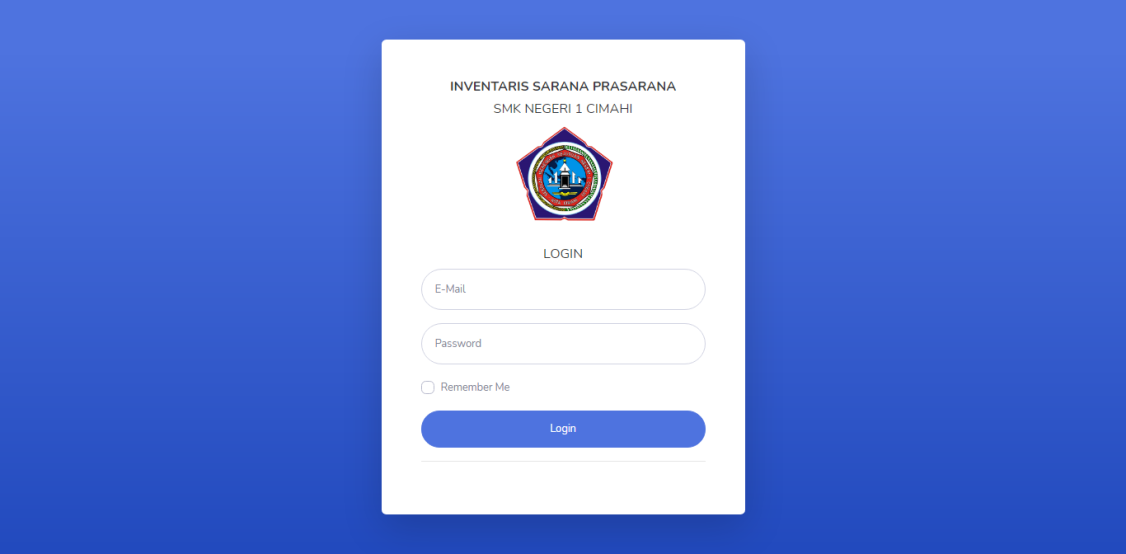 INVENTARIS SARANA PRASARANA
SMK NEGERI 1 CIMAHI
LOGIN
E-Mail
Password
Remember Me
Login